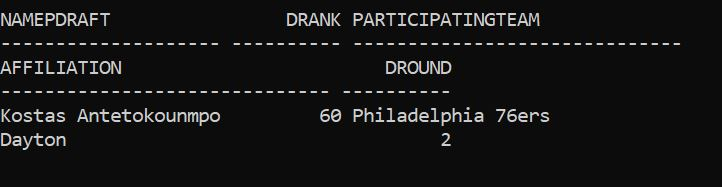 NAMEPDRAFT DRANK PARTICIPATINGTEAM
-------------------- ---------- ------------------------------
AFFILIATION DROUND
------------------------------ ----------
Kostas Antetokounmpo 60 Philadelphia 76ers
Dayton 2